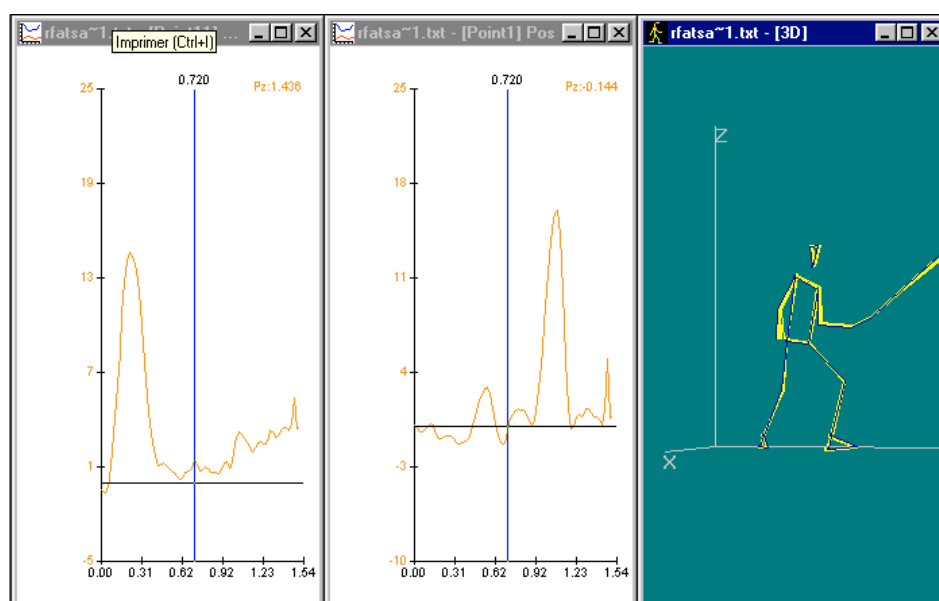 rfatsa~1.txt - [Point11] ...
Imprimer (Ctrl+I)
0.720
Pz:1.436
25
19
13
7
1
-5
0.00 0.31 0.62 0.92 1.23 1.54
rfatsa~1.txt - [Point1] Pos
0.720
Pz:-0.144
25
18
11
4
-3
-10
0.00 0.31 0.62 0.92 1.23 1.54
rfatsa~1.txt - [3D]
Z
X